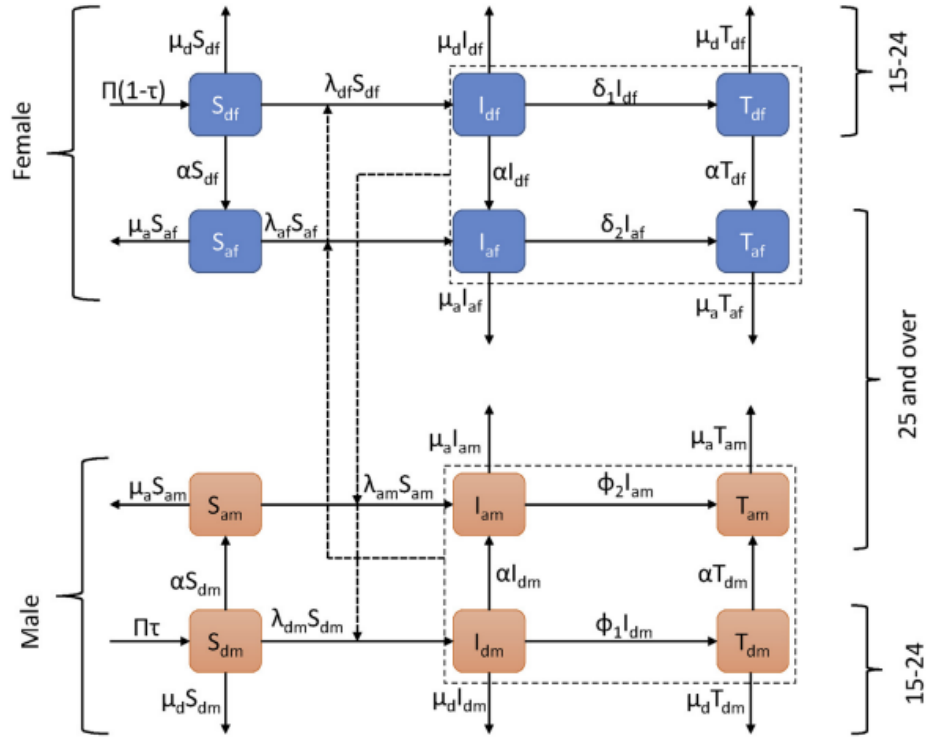 μdSdf μdIdf μdTdf
15-24
Π(1-τ) Sdf λdfSdf Idf δ1Idf Tdf
Female
αSdf αIdf αTdf
μaSaf Saf λafSaf Iaf δ2Iaf Taf
μaIaf μaTaf
25 and over
μaIam μaTam
μaSam Sam λamSam Iam ϕ2Iam Tam
αSdm αIdm αTdm
Male
Πτ Sdm λdmSdm Idm ϕ1Idm Tdm
15-24
μdSdm μdIdm μdTdm